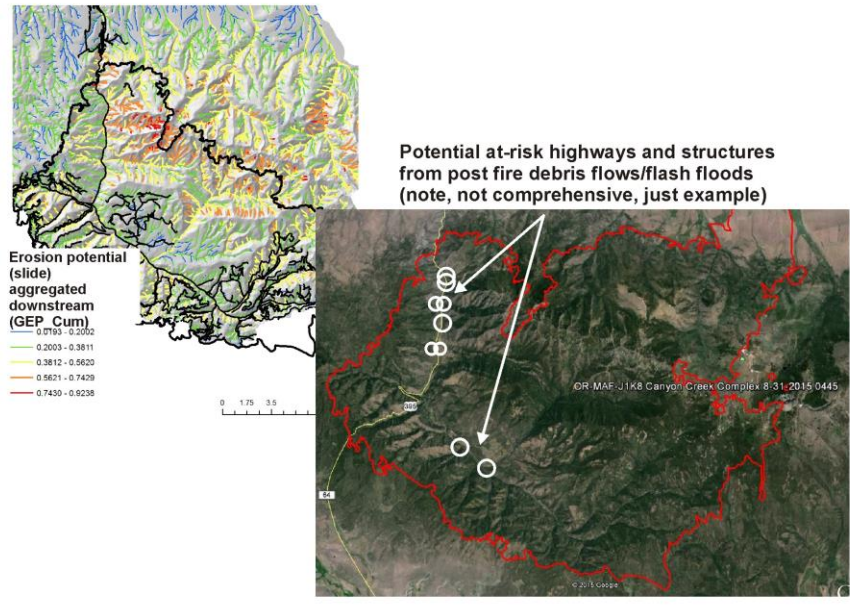 Potential at-risk highways and structures
from post fire debris flows/flash floods
(note, not comprehensive, just example)
Erosion potential
(slide)
aggregated
downstream
(GEP_Cum)
0.0193 - 0.2002
0.2003 - 0.3811
0.3812 - 0.5620
0.5621 - 0.7429
0.7430 - 0.9238
0 1.75 3.5
OR-MAF-J1K8 Canyon Creek Complex 8-31 2015 0445
395
64
© 2015 Google